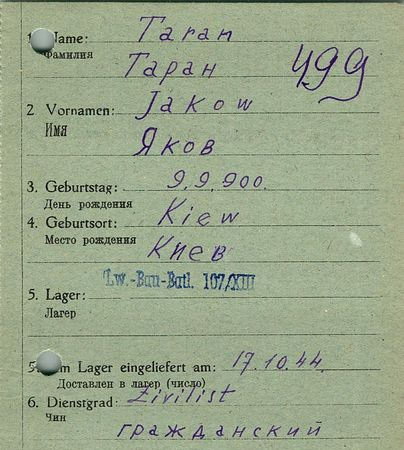 1. Name: Taran
Фамилия
Таран 499
2. Vornamen: Jakow
Имя
Яков
3. Geburtstag: 9.9.900.
День рождения
4. Geburtsort: Kiew
Место рождения
Киев
Lw.-Bau-Batl. 107/XIII
5. Lager:
Лагерь
5. Im Lager eingeliefert am: 17.10.44.
Доставлен в лагерь (число)
6. Dienstgrad: Zivilist
Чин
гражданский